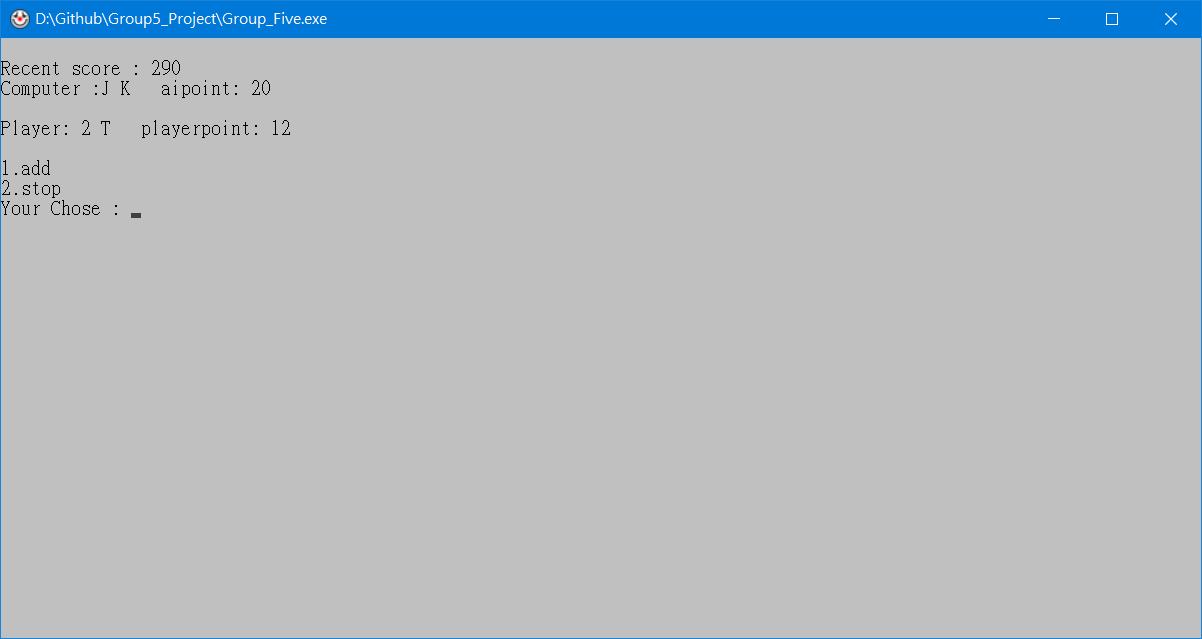 D:\Github\Group5_Project\Group_Five.exe
Recent score : 290
Computer :J K   aipoint: 20
Player: 2 T   playerpoint: 12
1.add
2.stop
Your Chose :